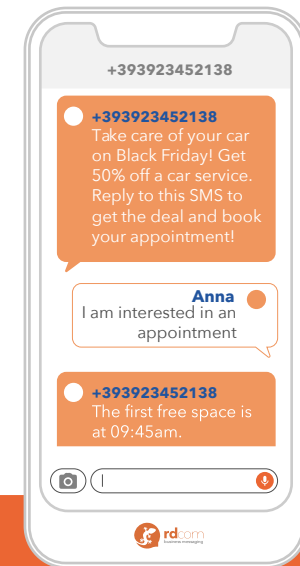 +393923452138
+393923452138
Take care of your car
on Black Friday! Get
50% off a car service.
Reply to this SMS to
get the deal and book
your appointment!
Anna
I am interested in an
appointment
+393923452138
The first free space is
at 09:45am.
rdcom
business messaging